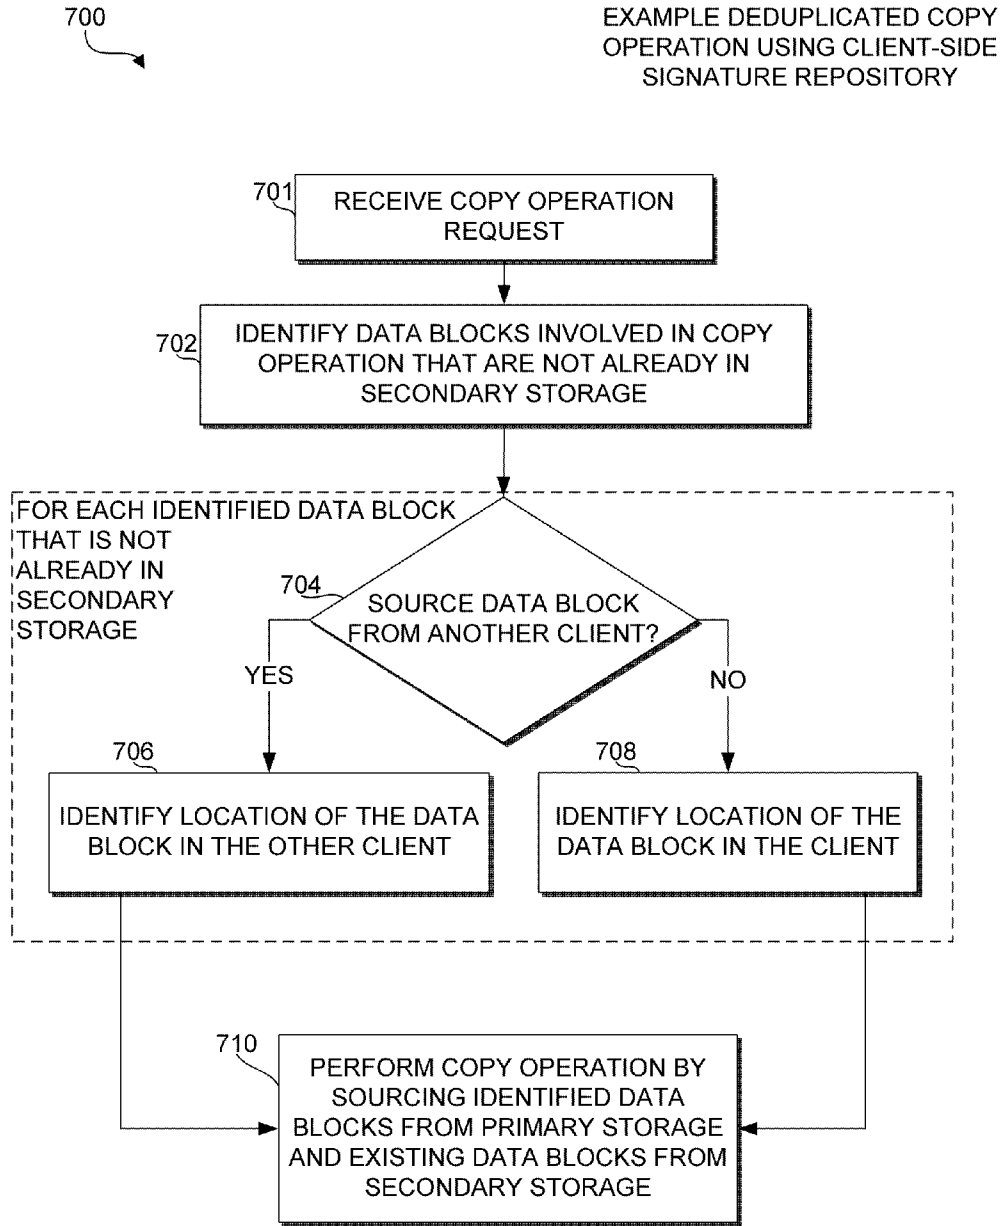 700
EXAMPLE DEDUPLICATED COPY
OPERATION USING CLIENT-SIDE
SIGNATURE REPOSITORY
701
RECEIVE COPY OPERATION
REQUEST
702
IDENTIFY DATA BLOCKS INVOLVED IN COPY
OPERATION THAT ARE NOT ALREADY IN
SECONDARY STORAGE
FOR EACH IDENTIFIED DATA BLOCK
THAT IS NOT
ALREADY IN
SECONDARY
STORAGE
704
SOURCE DATA BLOCK
FROM ANOTHER CLIENT?
YES
NO
706
IDENTIFY LOCATION OF THE DATA
BLOCK IN THE OTHER CLIENT
708
IDENTIFY LOCATION OF THE
DATA BLOCK IN THE CLIENT
710
PERFORM COPY OPERATION BY
SOURCING IDENTIFIED DATA
BLOCKS FROM PRIMARY STORAGE
AND EXISTING DATA BLOCKS FROM
SECONDARY STORAGE